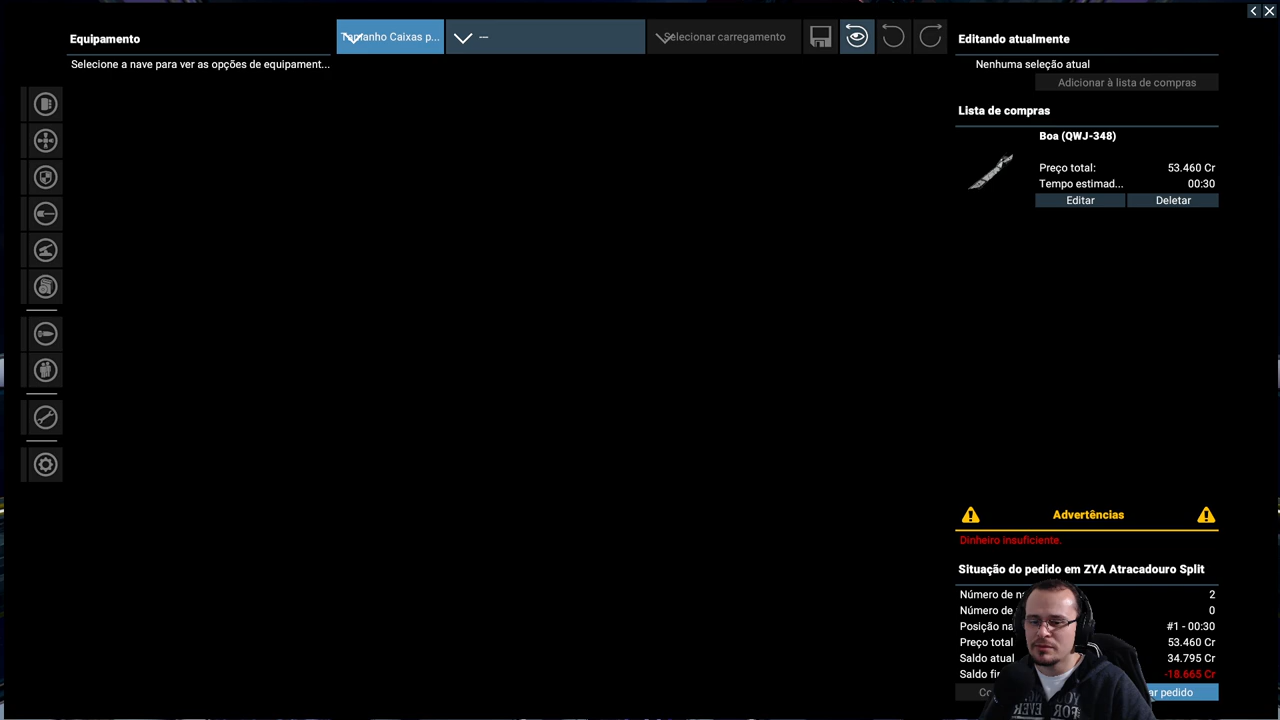 Equipamento
Selecione a nave para ver as opções de equipament...
Tamanho Caixas p...
---
Selecionar carregamento
Editando atualmente
Nenhuma seleção atual
Adicionar à lista de compras
Lista de compras
Boa (QWJ-348)
Preço total: 53.460 Cr
Tempo estimad... 00:30
Editar Deletar
Advertências
Dinheiro insuficiente.
Situação do pedido em ZYA Atracadouro Split
Número de 2
Número de 0
Posição #1 - 00:30
Preço total 53.460 Cr
Saldo atual 34.795 Cr
Saldo -18.665 Cr
pedido
FOR EVER